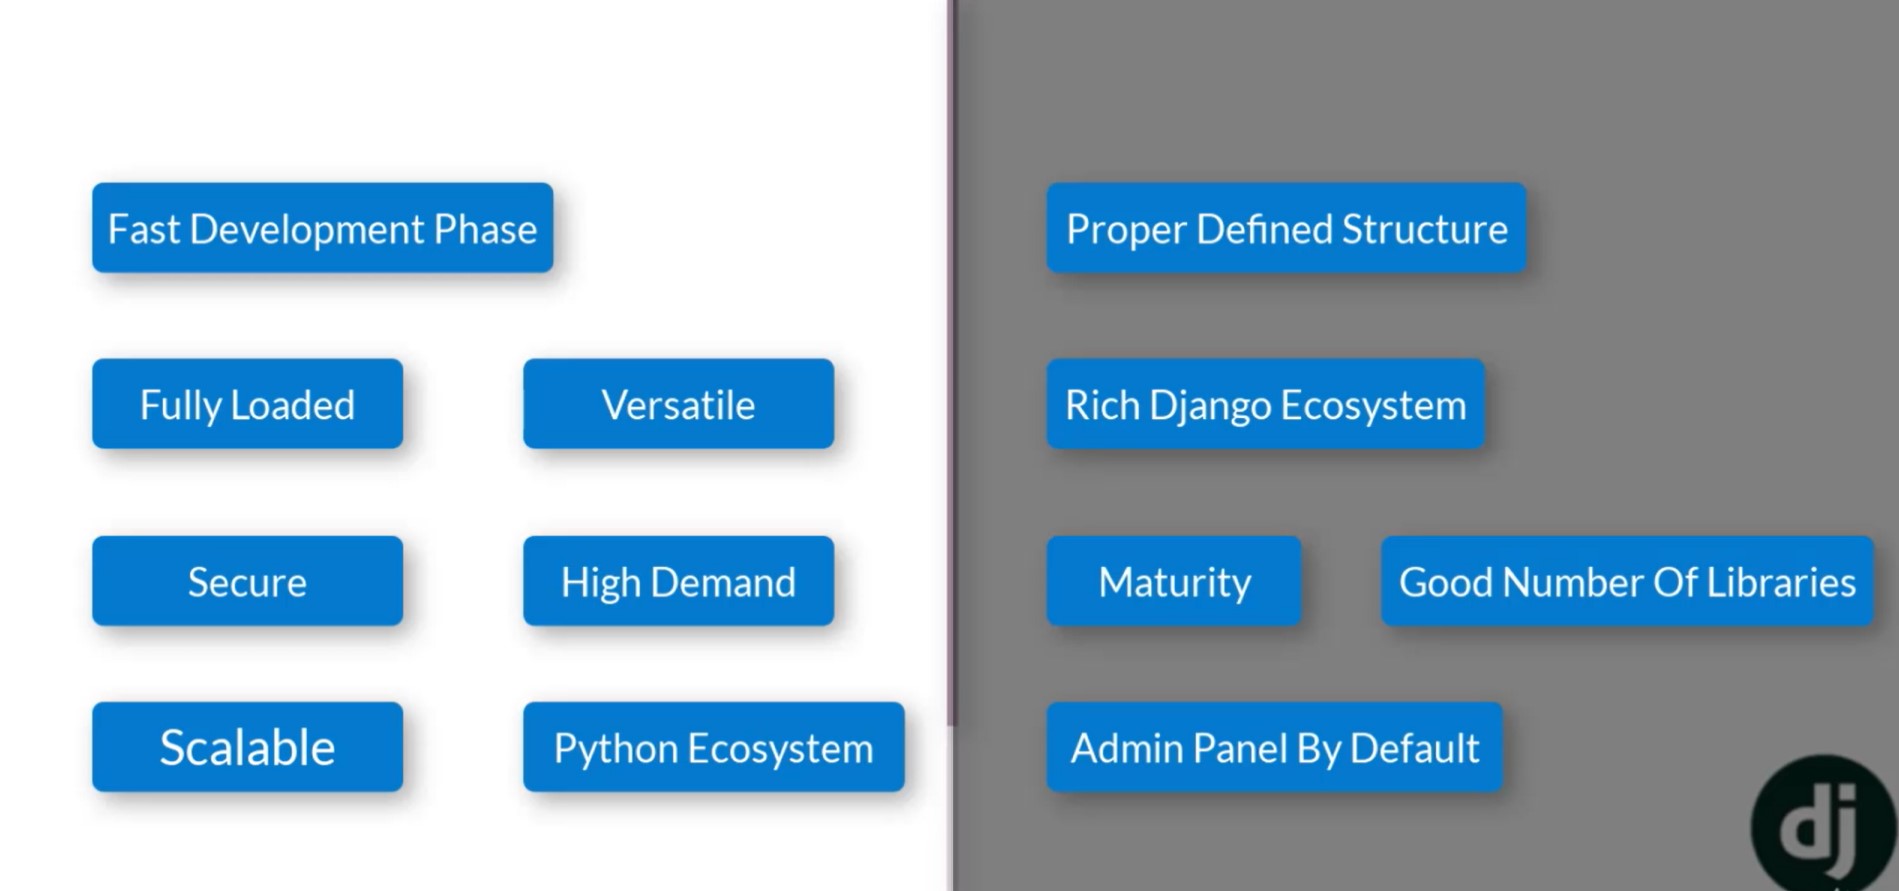 Fast Development Phase
Fully Loaded
Versatile
Secure
High Demand
Scalable
Python Ecosystem
Proper Defined Structure
Rich Django Ecosystem
Maturity
Good Number Of Libraries
Admin Panel By Default
dj